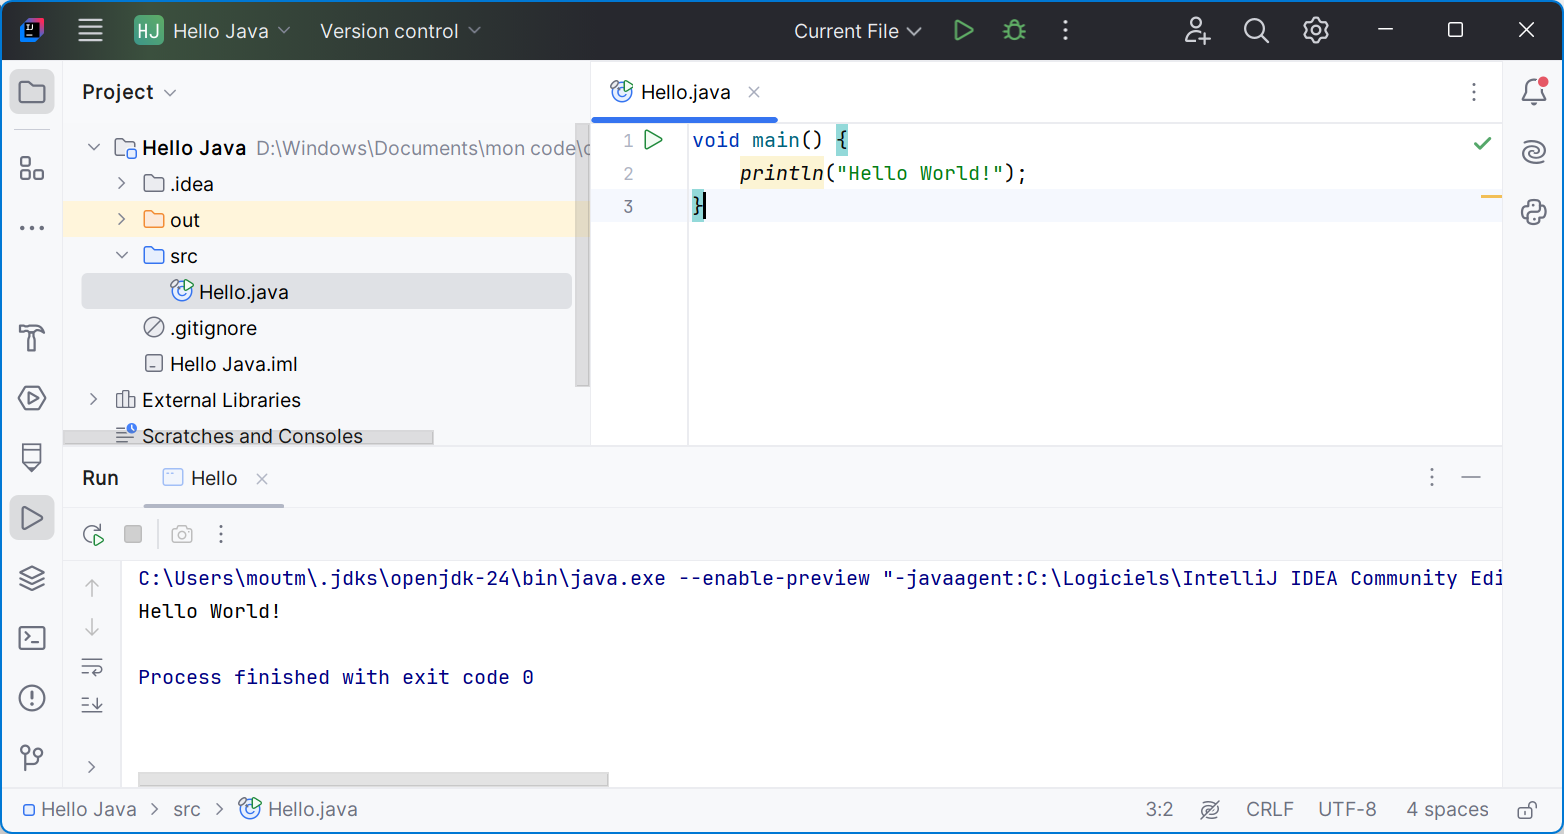 HJ Hello Java Version control Current File
Project
Hello.java
Hello Java D:\Windows\Documents\mon code\
.idea
out
src
Hello.java
.gitignore
Hello Java.iml
External Libraries
Scratches and Consoles
1 void main() {
2 println("Hello World!");
3 }
Run Hello
C:\Users\moutm\.jdks\openjdk-24\bin\java.exe --enable-preview "-javaagent:C:\Logiciels\IntelliJ IDEA Community Edi
Hello World!
Process finished with exit code 0
Hello Java > src > Hello.java 3:2 CRLF UTF-8 4 spaces